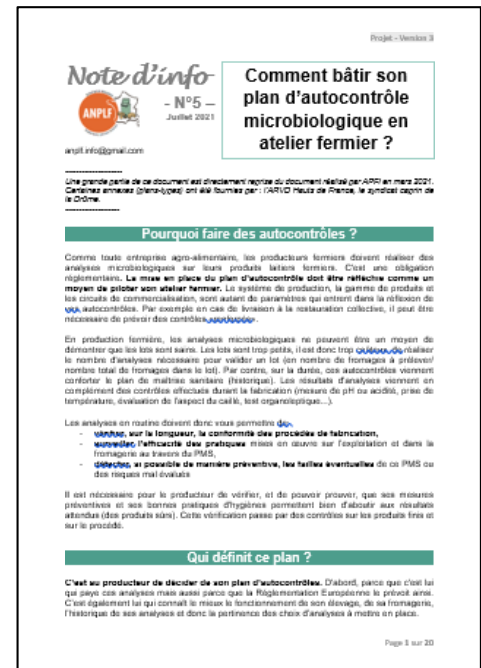 Projet - Version 3
Note d'info
ANPLF
- N°5 –
Juillet 2021
Comment bâtir son
plan d'autocontrôle
microbiologique en
atelier fermier ?
anplf.info@gmail.com
-----------------
Une grande partie de ce document est directement reprise du document réalisé par APFI en mars 2021.
Certaines annexes (plans-types) ont été fournies par : l'ARVD Hauts de France, le syndicat caprin de
la Drôme.
-----------------
Pourquoi faire des autocontrôles ?
Comme toute entreprise agro-alimentaire, les producteurs fermiers doivent réaliser des
analyses microbiologiques sur leurs produits laitiers fermiers. C'est une obligation
réglementaire. La mise en place du plan d'autocontrôle doit être réfléchie comme un
moyen de piloter son atelier fermier. Le système de production, la gamme de produits et
les circuits de commercialisation, sont autant de paramètres qui entrent dans la réflexion de
autocontrôles. Par exemple en cas de livraison à la restauration collective, il peut être
nécessaire de prévoir des contrôles
En production fermière, les analyses microbiologiques ne peuvent être un moyen de
démontrer que les lots sont sains. Les lots sont trop petits, il est donc trop réaliser
le nombre d'analyses nécessaire pour valider un lot (en nombre de fromages à prélever/
nombre total de fromages dans le lot). Par contre, sur la durée, ces autocontrôles viennent
conforter le plan de maîtrise sanitaire (historique). Les résultats d'analyses viennent en
complément des contrôles effectués durant la fabrication (mesure de pH ou acidité, prise de
température, évaluation de l'aspect du caillé, test organoleptique...).
Les analyses en routine doivent donc vous permettre de
- vérifier, sur la longueur, la conformité des procédés de fabrication,
- surveiller l'efficacité des pratiques mises en œuvre sur l'exploitation et dans la
fromagerie au travers du PMS,
- détecter, si possible de manière préventive, les failles éventuelles de ce PMS ou
des risques mal évalués
Il est nécessaire pour le producteur de vérifier, et de pouvoir prouver, que ses mesures
préventives et ses bonnes pratiques d'hygiènes permettent bien d'aboutir aux résultats
attendus (des produits sûrs). Cette vérification passe par des contrôles sur les produits finis et
sur le procédé.
Qui définit ce plan ?
C'est au producteur de décider de son plan d'autocontrôles. D'abord, parce que c'est lui
qui paye ces analyses mais aussi parce que la Réglementation Européenne le prévoit ainsi.
C'est également lui qui connaît le mieux le fonctionnement de son élevage, de sa fromagerie,
l'historique de ses analyses et donc la pertinence des choix d'analyses à mettre en place.
Page 1 sur 20